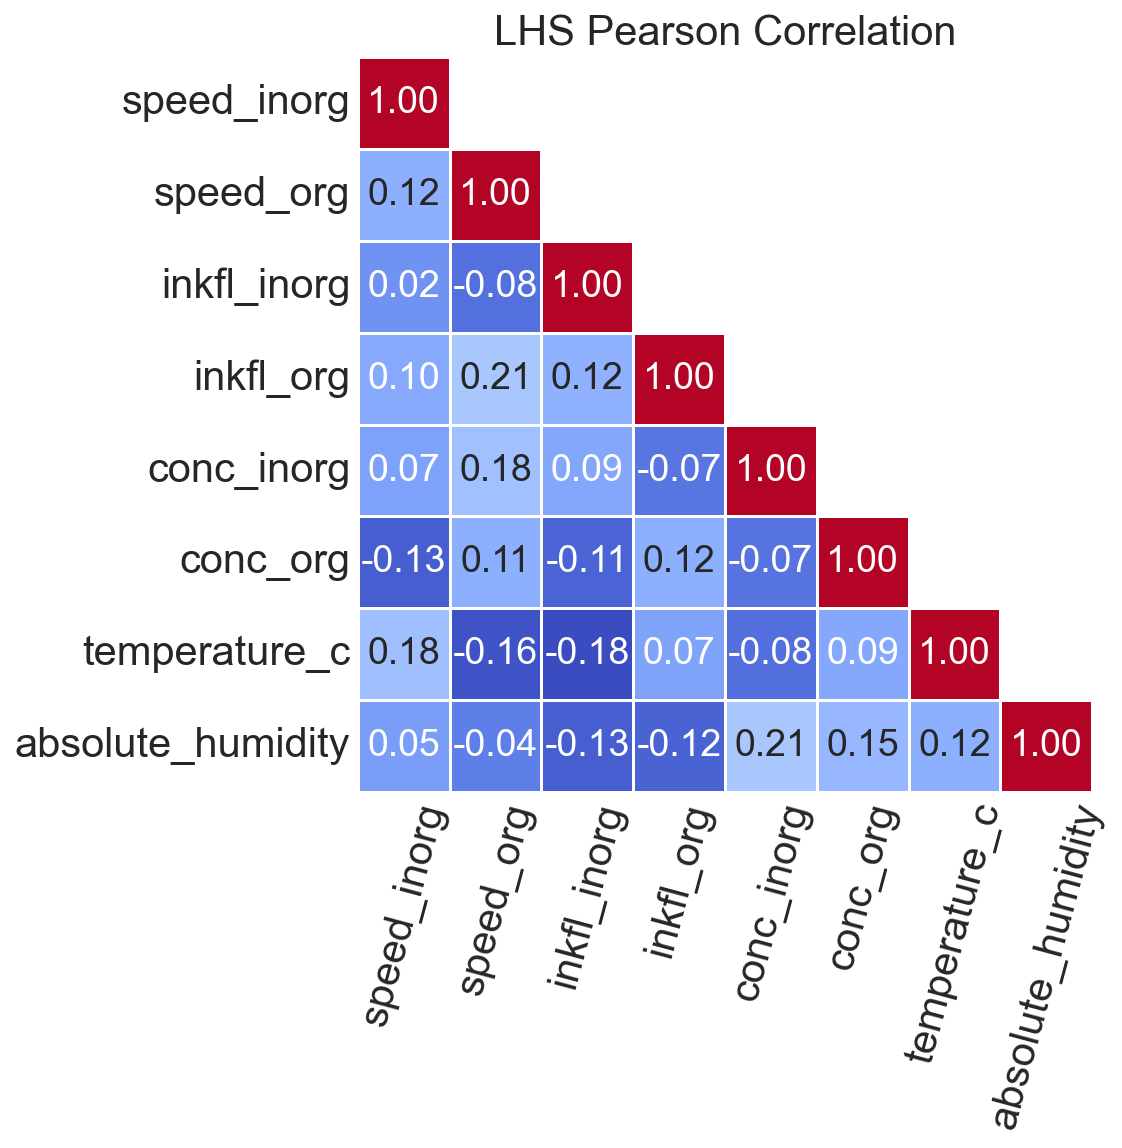 LHS Pearson Correlation
speed_inorg 1.00
speed_org 0.12 1.00
inkfl_inorg 0.02 -0.08 1.00
inkfl_org 0.10 0.21 0.12 1.00
conc_inorg 0.07 0.18 0.09 -0.07 1.00
conc_org -0.13 0.11 -0.11 0.12 -0.07 1.00
temperature_c 0.18 -0.16 -0.18 0.07 -0.08 0.09 1.00
absolute_humidity 0.05 -0.04 -0.13 -0.12 0.21 0.15 0.12 1.00
speed_inorg speed_org inkfl_inorg inkfl_org conc_inorg conc_org temperature_c absolute_humidity